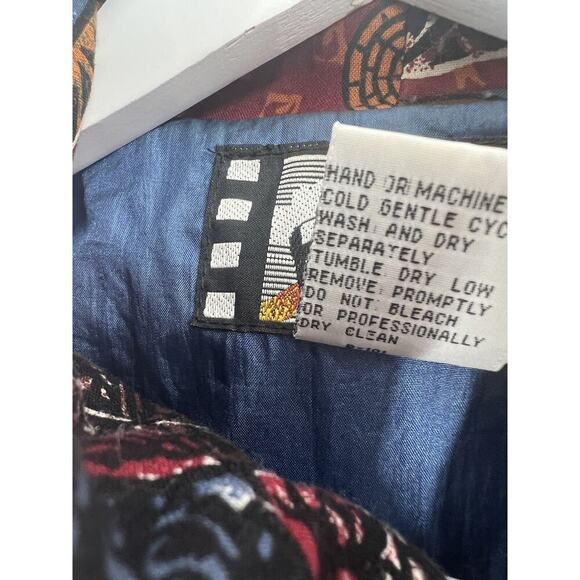 HAND OR MACHINE
COLD GENTLE CYC
WASH AND DRY
SEPARATELY
TUMBLE DRY LOW
REMOVE PROMPTLY
DO NOT BLEACH
OR PROFESSIONALLY
DRY CLEAN